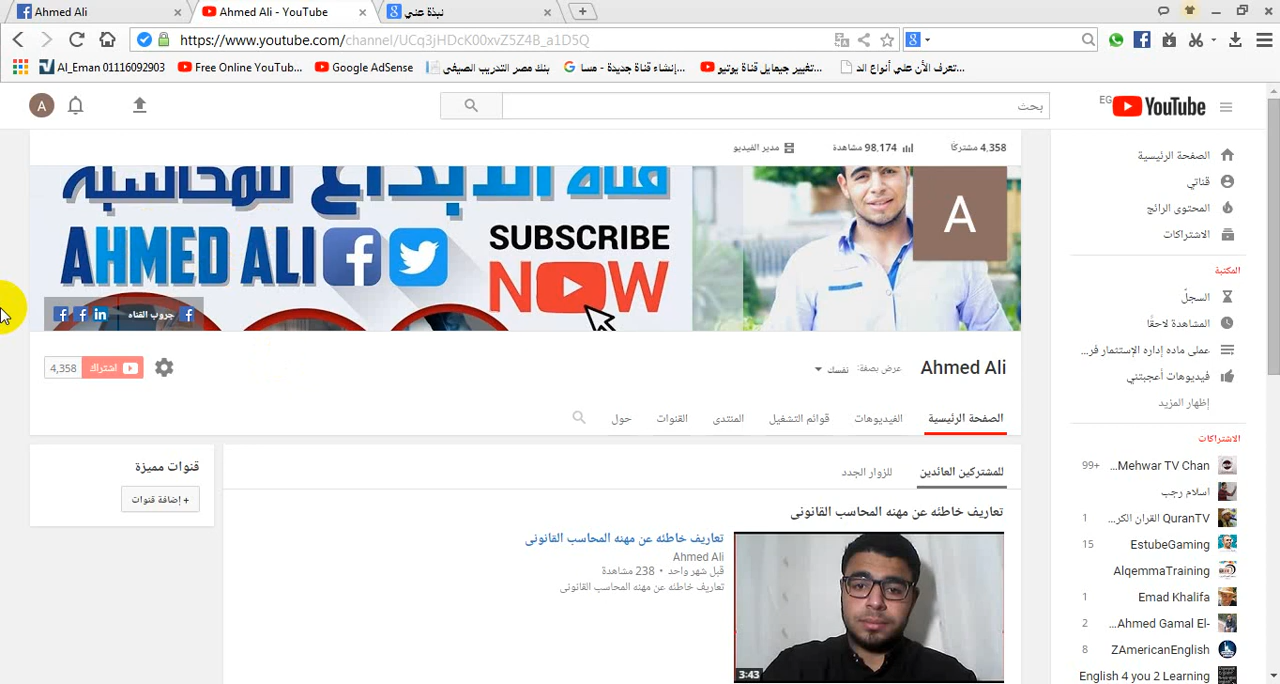 Ahmed Ali
Ahmed Ali - YouTube
نبذة عني
https://www.youtube.com/channel/UCq3jHDcK00xvZ5Z4B_a1D5Q
Al_Eman 01116092903
Free Online YouTub...
Google AdSense
بنك مصر التدريب الصيفى
إنشاء قناة جديدة - مسا...
تغيير جيمايل قناة يوتيو...
تعرف الأن على أنواع الد...
A
بحث
YouTube EG
4,358 مشتركًا
98,174 مشاهدة
مدير الفيديو
قناة الابداع للمحاسبة
AHMED ALI
SUBSCRIBE
NOW
A
جروب القناه
Ahmed Ali
عرض بصفة: نفسك
اشتراك 4,358
الصفحة الرئيسية
الفيديوهات
قوائم التشغيل
المنتدى
القنوات
حول
للمشتركين العائدين
للزوار الجدد
تعاريف خاطئه عن مهنه المحاسب القانونى
تعاريف خاطئه عن مهنه المحاسب القانونى
Ahmed Ali
قبل شهر واحد • 238 مشاهدة
تعاريف خاطئه عن مهنه المحاسب القانونى
3:43
قنوات مميزة
+ إضافة قنوات
الصفحة الرئيسية
قناتي
المحتوى الرائج
الاشتراكات
المكتبة
السجلّ
المشاهدة لاحقًا
عملى ماده إداره الإستثمار فر...
فيديوهات أعجبتني
إظهار المزيد
الاشتراكات
Mehwar TV Chan... 99+
اسلام رجب
QuranTV القران الكر... 1
EstubeGaming 15
AlqemmaTraining
Emad Khalifa 1
Ahmed Gamal El-... 2
ZAmericanEnglish 8
English 4 you 2 Learning